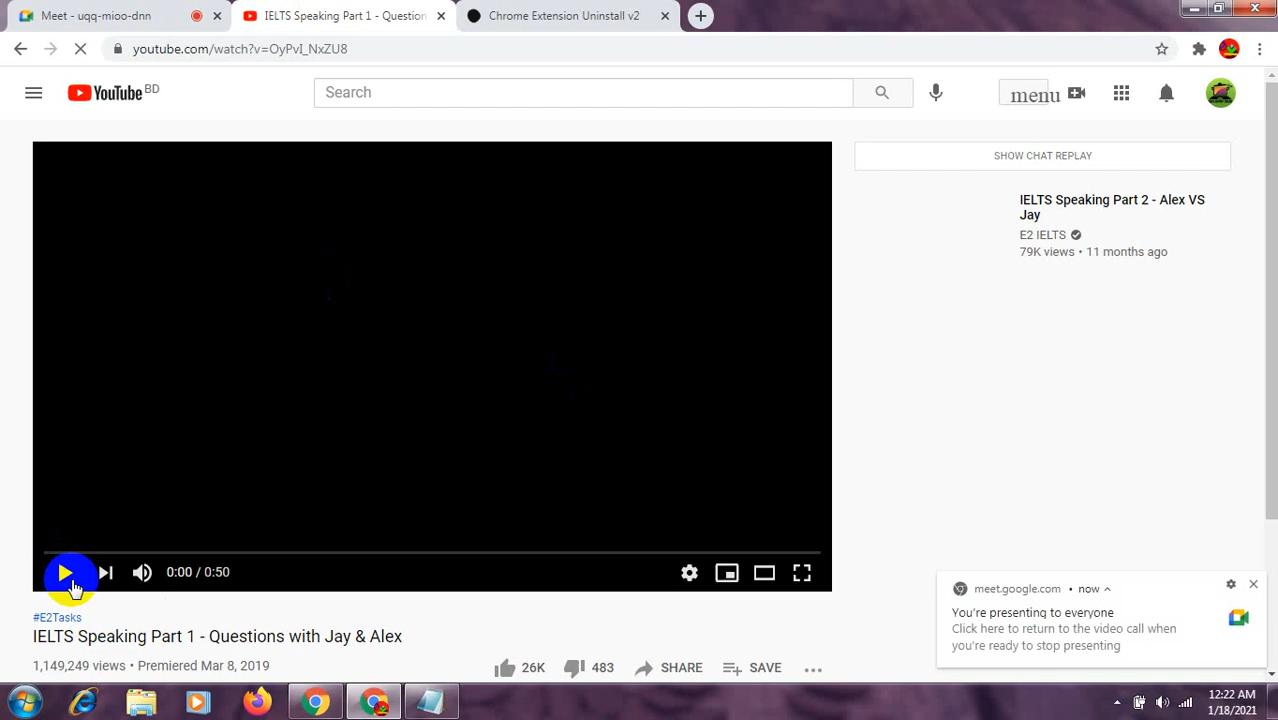 Meet - uqq-mioo-dnn
IELTS Speaking Part 1 - Question
Chrome Extension Uninstall v2
youtube.com/watch?v=OyPvI_NxZU8
YouTube BD
Search
menu
SHOW CHAT REPLAY
IELTS Speaking Part 2 - Alex VS
Jay
E2 IELTS
79K views • 11 months ago
0:00 / 0:50
#E2Tasks
IELTS Speaking Part 1 - Questions with Jay & Alex
1,149,249 views • Premiered Mar 8, 2019
26K
483
SHARE
SAVE
meet.google.com • now
You're presenting to everyone
Click here to return to the video call when
you're ready to stop presenting
12:22 AM
1/18/2021